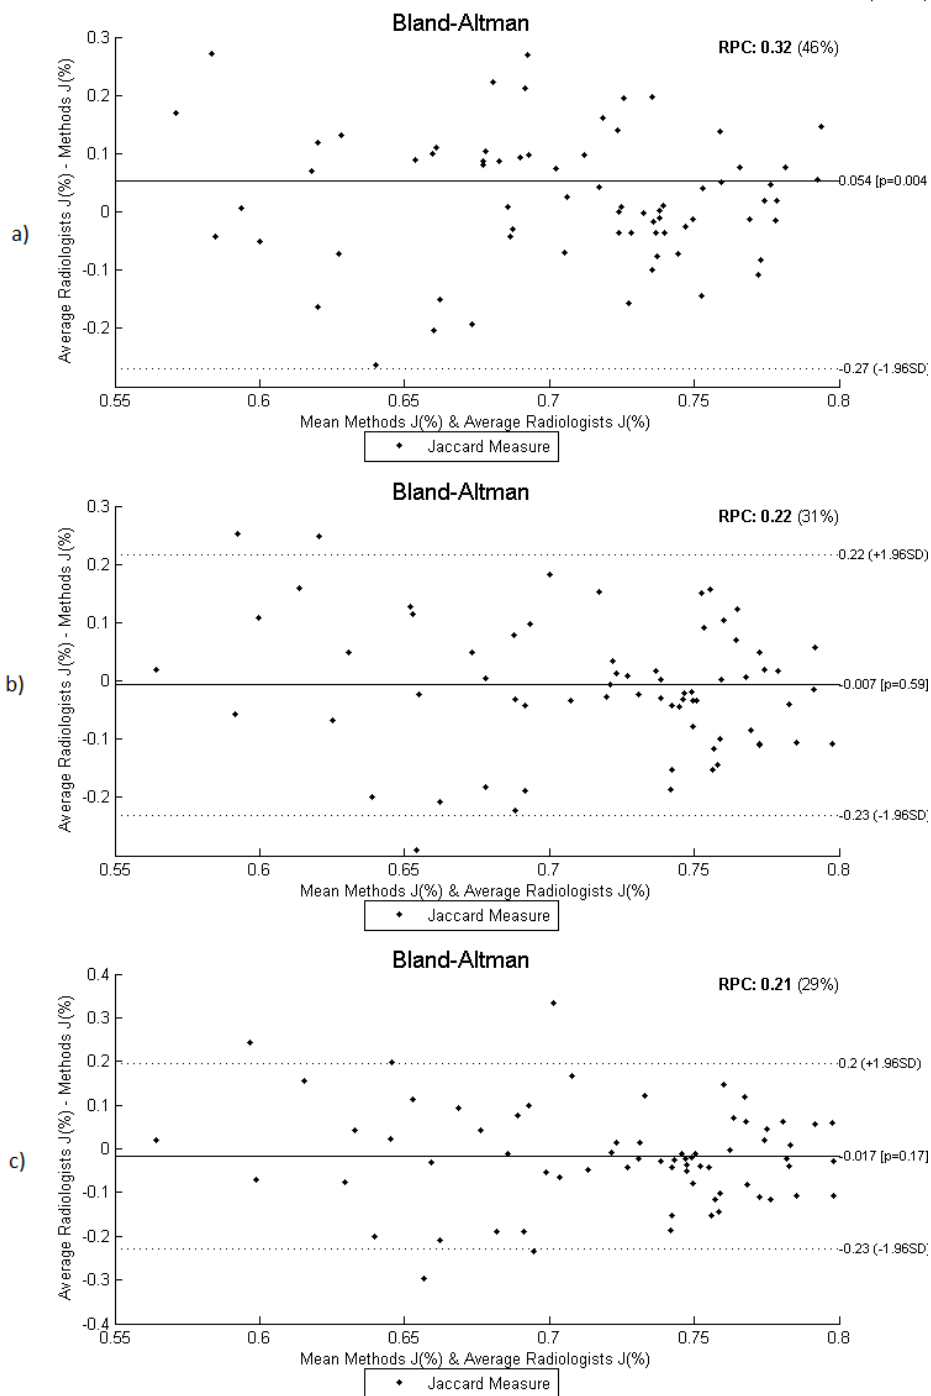 Bland-Altman
RPC: 0.32 (46%)
0.3
0.2
0.1
0
-0.1
-0.2
Average Radiologists J(%) - Methods J(%)
a)
0.054 [p=0.004
-0.27 (-1.96SD)
0.55 0.6 0.65 0.7 0.75 0.8
Mean Methods J(%) & Average Radiologists J(%)
Jaccard Measure
Bland-Altman
RPC: 0.22 (31%)
0.3
0.2
0.1
0
-0.1
-0.2
Average Radiologists J(%) - Methods J(%)
b)
0.22 (+1.96SD)
-0.007 [p=0.59]
-0.23 (-1.96SD)
0.55 0.6 0.65 0.7 0.75 0.8
Mean Methods J(%) & Average Radiologists J(%)
Jaccard Measure
Bland-Altman
RPC: 0.21 (29%)
0.4
0.3
0.2
0.1
0
-0.1
-0.2
-0.3
-0.4
Average Radiologists J(%) - Methods J(%)
c)
0.2 (+1.96SD)
-0.017 [p=0.17]
-0.23 (-1.96SD)
0.55 0.6 0.65 0.7 0.75 0.8
Mean Methods J(%) & Average Radiologists J(%)
Jaccard Measure